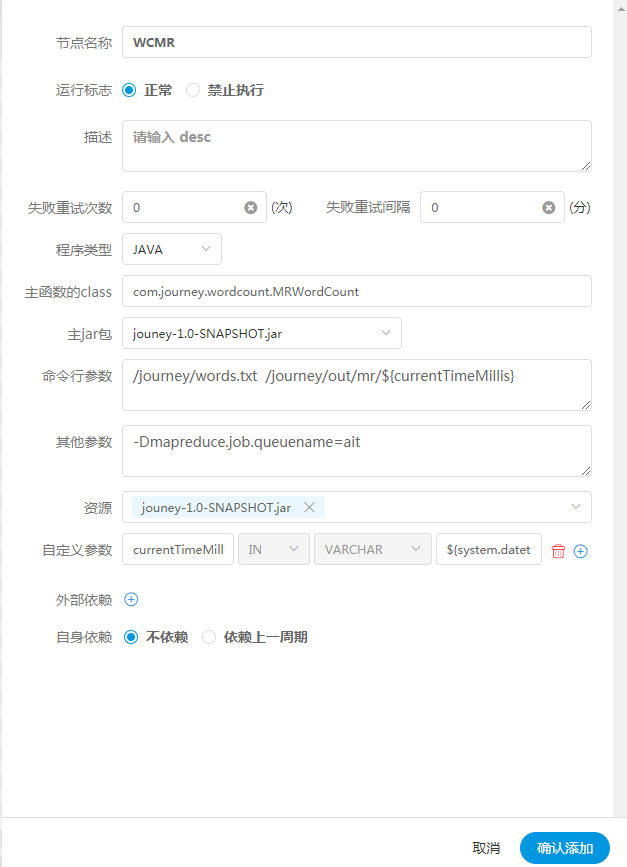 节点名称 WCMR
运行标志 正常 禁止执行
描述 请输入 desc
失败重试次数 0 (次) 失败重试间隔 0 (分)
程序类型 JAVA
主函数的class com.journey.wordcount.MRWordCount
主jar包 jouney-1.0-SNAPSHOT.jar
命令行参数 /journey/words.txt /journey/out/mr/${currentTimeMillis}
其他参数 -Dmapreduce.job.queuename=ait
资源 jouney-1.0-SNAPSHOT.jar
自定义参数 currentTimeMill IN VARCHAR ${system.datet
外部依赖
自身依赖 不依赖 依赖上一周期
取消 确认添加